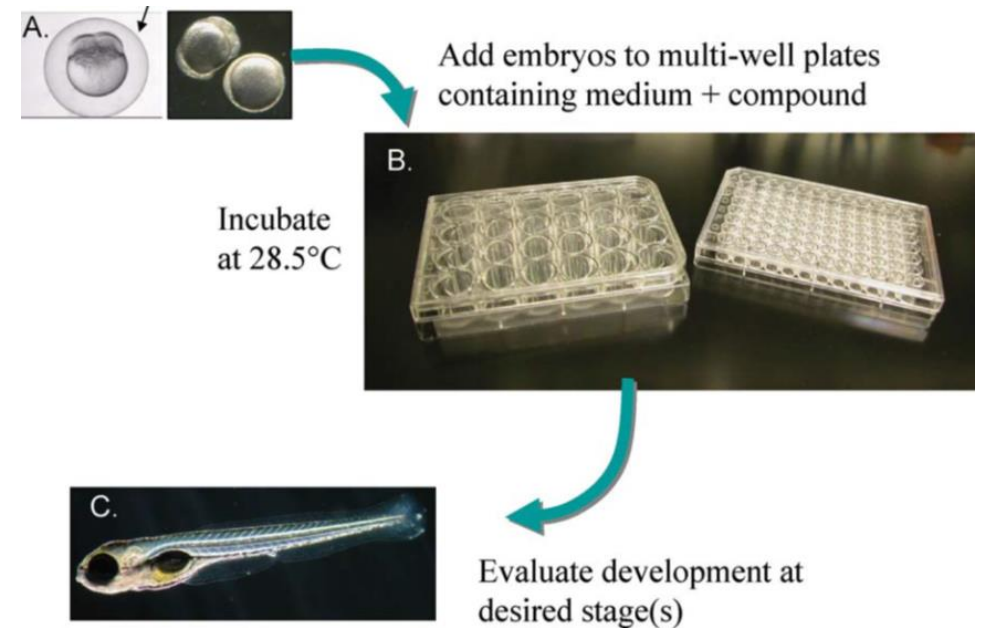 A.
Add embryos to multi-well plates
containing medium + compound
B.
Incubate
at 28.5°C
C.
Evaluate development at
desired stage(s)